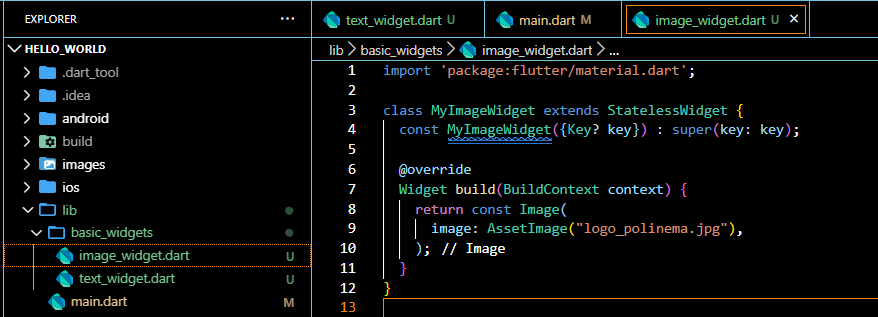 EXPLORER ...
HELLO_WORLD
.dart_tool
.idea
android
build
images
ios
lib
basic_widgets
image_widget.dart U
text_widget.dart U
main.dart M
text_widget.dart U main.dart M image_widget.dart U ×
lib > basic_widgets > image_widget.dart > ...
1 import 'package:flutter/material.dart';
2
3 class MyImageWidget extends StatelessWidget {
4 const MyImageWidget({Key? key}) : super(key: key);
5
6 @override
7 Widget build(BuildContext context) {
8 return const Image(
9 image: AssetImage("logo_polinema.jpg"),
10 ); // Image
11 }
12 }
13